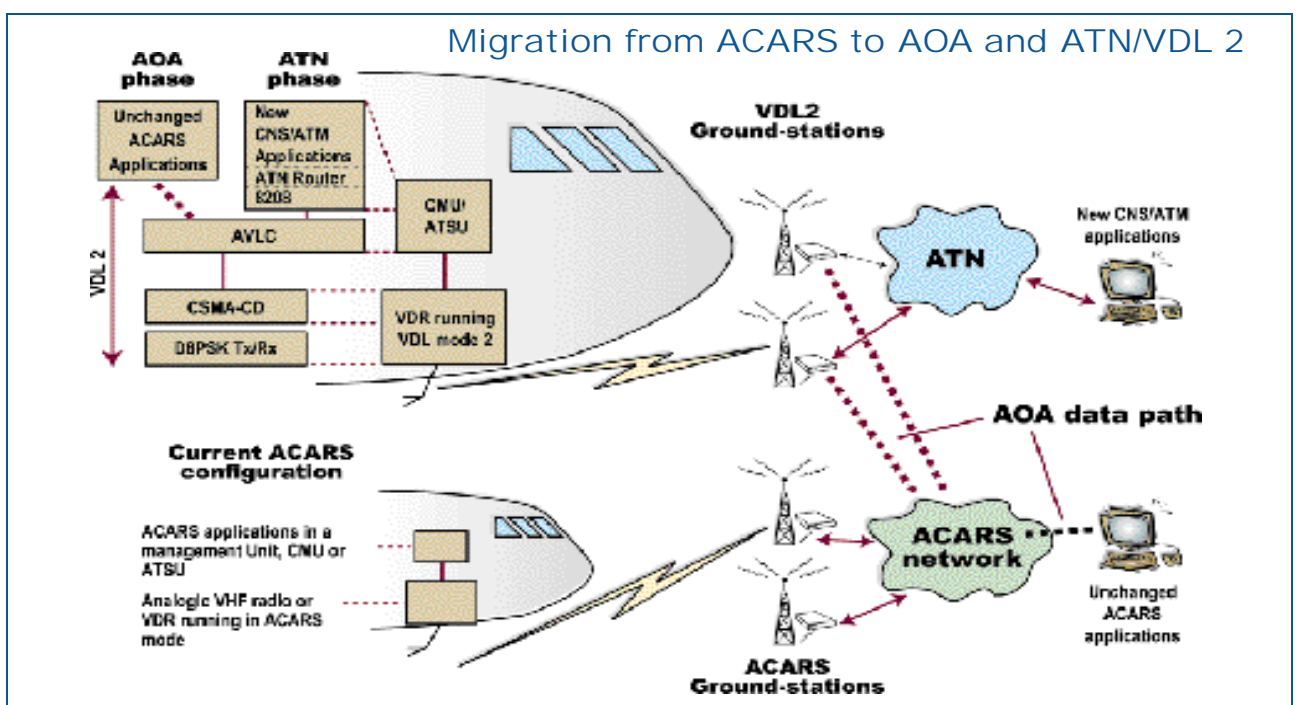 Migration from ACARS to AOA and ATN/VDL 2
AOA
phase
ATN
phase
Unchanged
ACARS
Applications
New
CNS/ATM
Applications
ATN Router
8208
CMU/
ATSU
AVLC
VDL 2
CSMA-CD
D8PSK Tx/Rx
VDR running
VDL mode 2
VDL2
Ground-stations
ATN
New CNS/ATM
applications
AOA data path
Current ACARS
configuration
ACARS applications in a
management Unit, CMU or
ATSU
Analogic VHF radio or
VDR running in ACARS
mode
ACARS
network
Unchanged
ACARS
applications
ACARS
Ground-stations